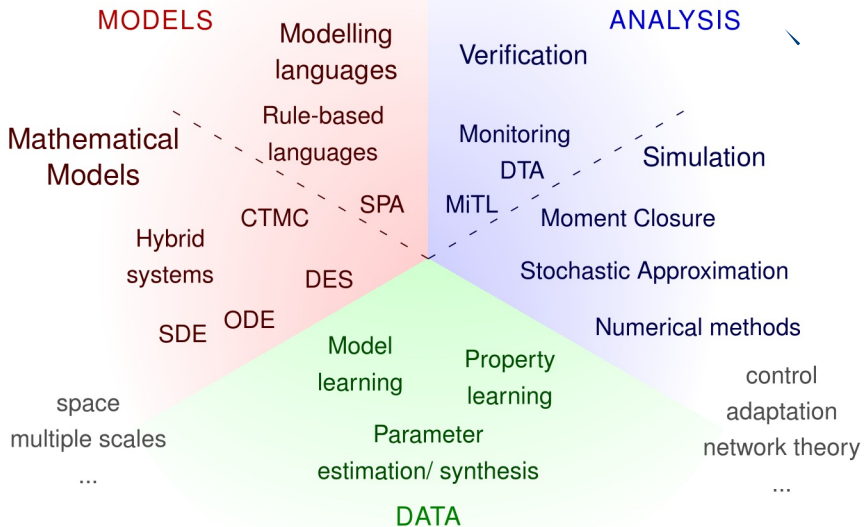 MODELS
ANALYSIS
Modelling
languages
Verification
Rule-based
languages
Mathematical
Models
Monitoring
DTA
Simulation
SPA
MiTL
CTMC
Moment Closure
Hybrid
systems
DES
Stochastic Approximation
SDE
ODE
Numerical methods
Model
learning
Property
learning
control
adaptation
network theory
...
space
multiple scales
...
Parameter
estimation/ synthesis
DATA